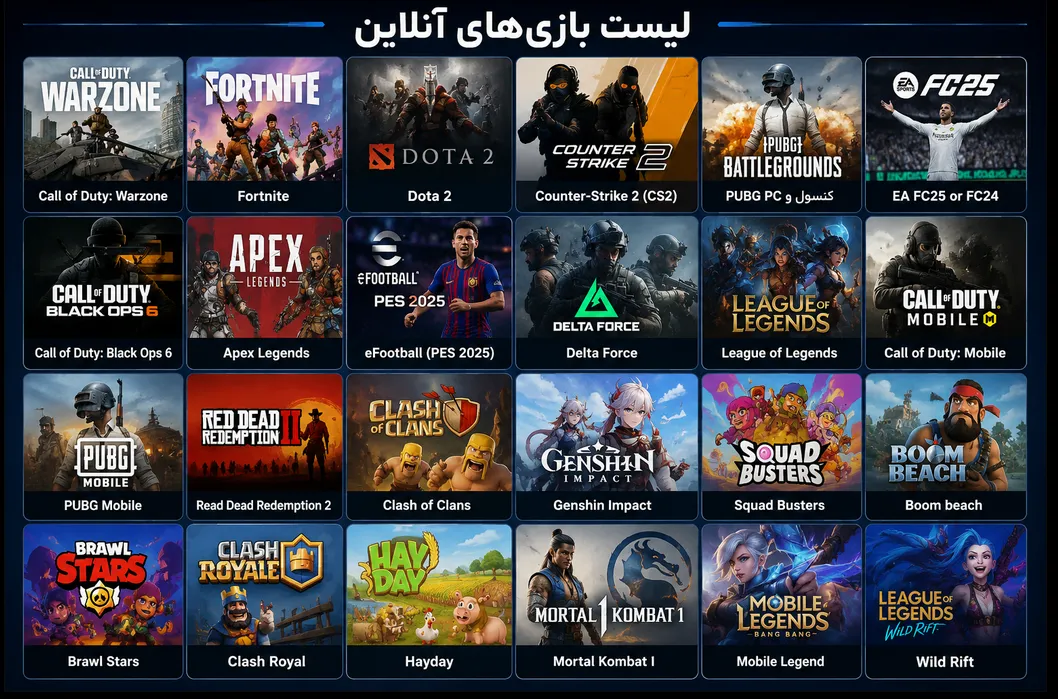 لیست بازی‌های آنلاین
CALL OF DUTY
WARZONE
Call of Duty: Warzone
FORTNITE
Fortnite
DOTA 2
Dota 2
COUNTER
STRIKE 2
Counter-Strike 2 (CS2)
PUBG
BATTLEGROUNDS
PUBG PC و کنسول
EA SPORTS FC25
EA FC25 or FC24
CALL OF DUTY
BLACK OPS 6
Call of Duty: Black Ops 6
APEX
LEGENDS
Apex Legends
eFOOTBALL
PES 2025
eFootball (PES 2025)
DELTA FORCE
Delta Force
LEAGUE OF
LEGENDS
League of Legends
CALL OF DUTY
MOBILE
Call of Duty: Mobile
PUBG
MOBILE
PUBG Mobile
RED DEAD
REDEMPTION II
Read Dead Redemption 2
CLASH
OF CLANS
Clash of Clans
GENSHIN
IMPACT
Genshin Impact
SQUAD
BUSTERS
Squad Busters
BOOM
BEACH
Boom beach
BRAWL
STARS
Brawl Stars
CLASH
ROYALE
Clash Royal
HAY
DAY
Hayday
MORTAL 1 KOMBAT 1
Mortal Kombat I
MOBILE
LEGENDS
BANG BANG
Mobile Legend
LEAGUE OF
LEGENDS
WILD RIFT
Wild Rift